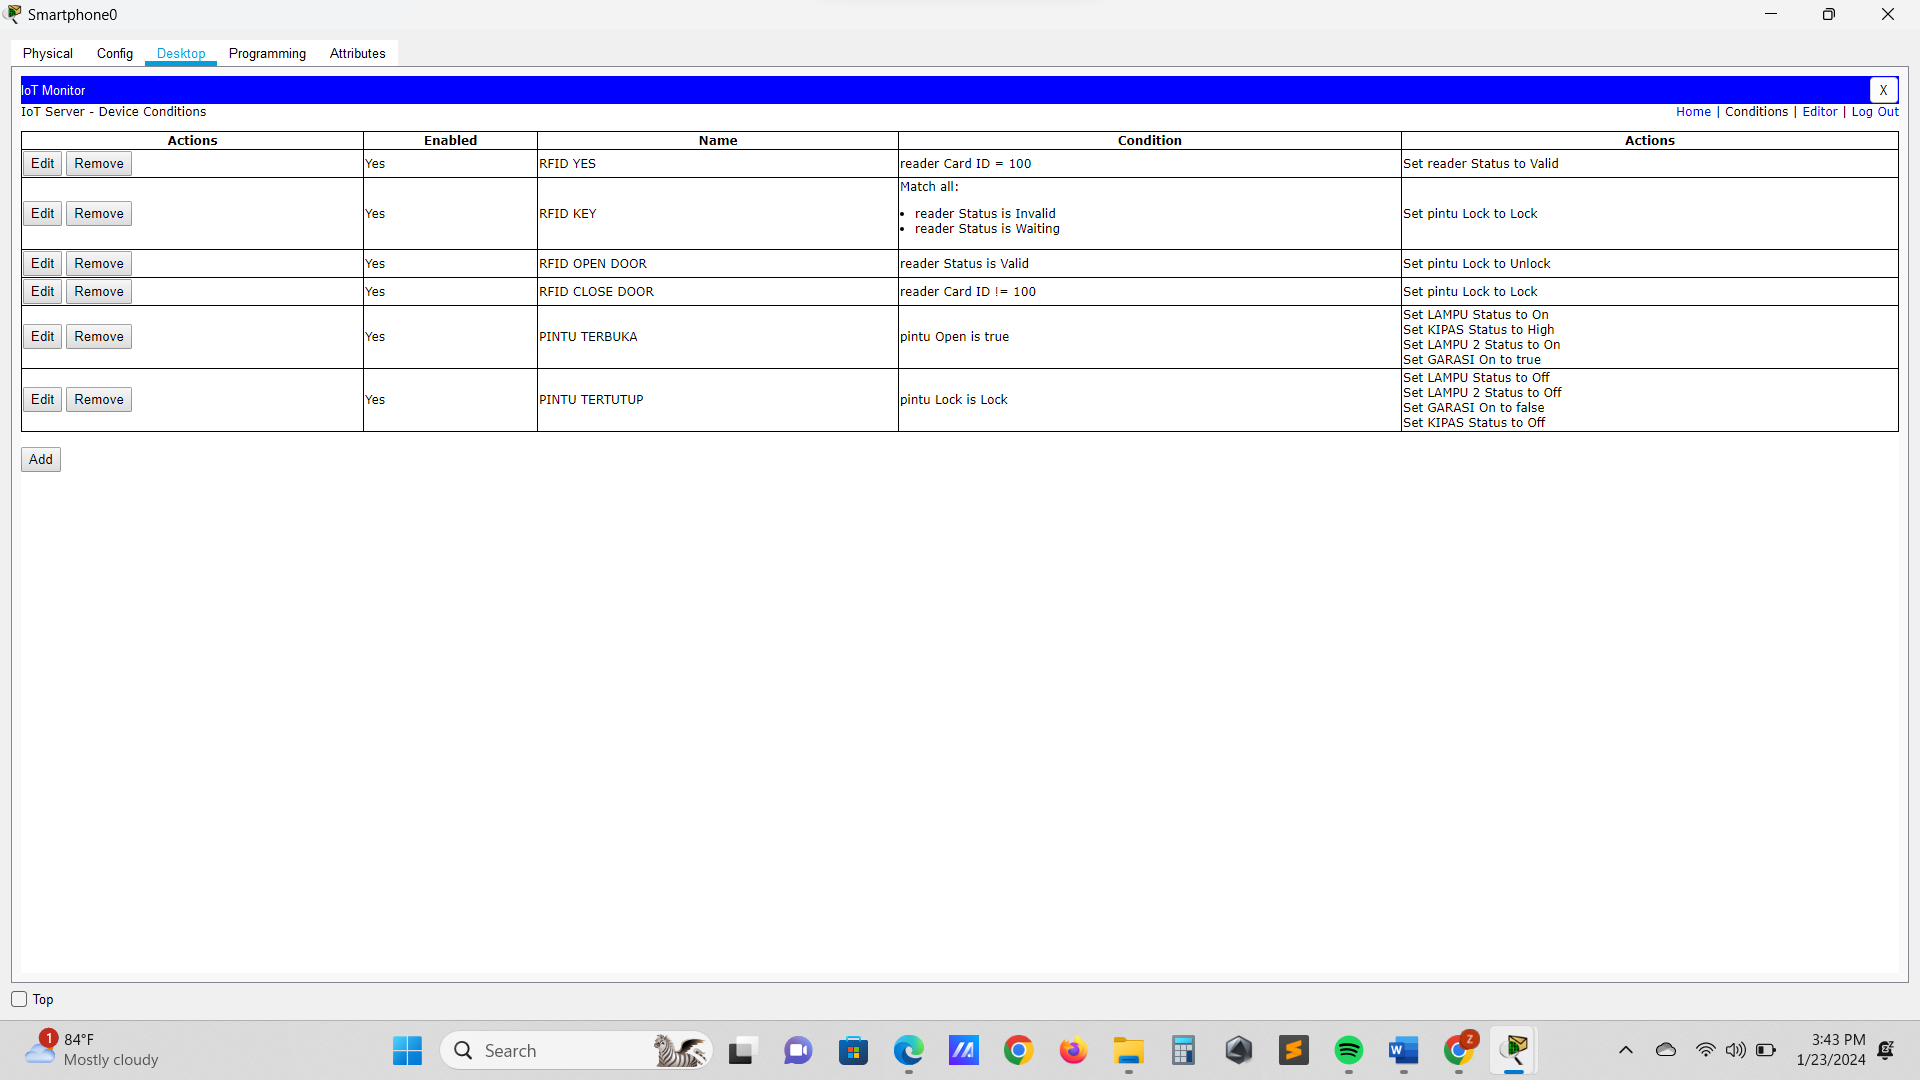 Smartphone0
Physical Config Desktop Programming Attributes
IoT Monitor X
IoT Server - Device Conditions Home | Conditions | Editor | Log Out
Actions Enabled Name Condition Actions
Edit Remove Yes RFID YES reader Card ID = 100 Set reader Status to Valid
Edit Remove Yes RFID KEY Match all:
• reader Status is Invalid
• reader Status is Waiting
Set pintu Lock to Lock
Edit Remove Yes RFID OPEN DOOR reader Status is Valid Set pintu Lock to Unlock
Edit Remove Yes RFID CLOSE DOOR reader Card ID != 100 Set pintu Lock to Lock
Edit Remove Yes PINTU TERBUKA pintu Open is true
Set LAMPU Status to On
Set KIPAS Status to High
Set LAMPU 2 Status to On
Set GARASI On to true
Edit Remove Yes PINTU TERTUTUP pintu Lock is Lock
Set LAMPU Status to Off
Set LAMPU 2 Status to Off
Set GARASI On to false
Set KIPAS Status to Off
Add
Top
1
84°F
Mostly cloudy
Search
Z
3:43 PM
1/23/2024